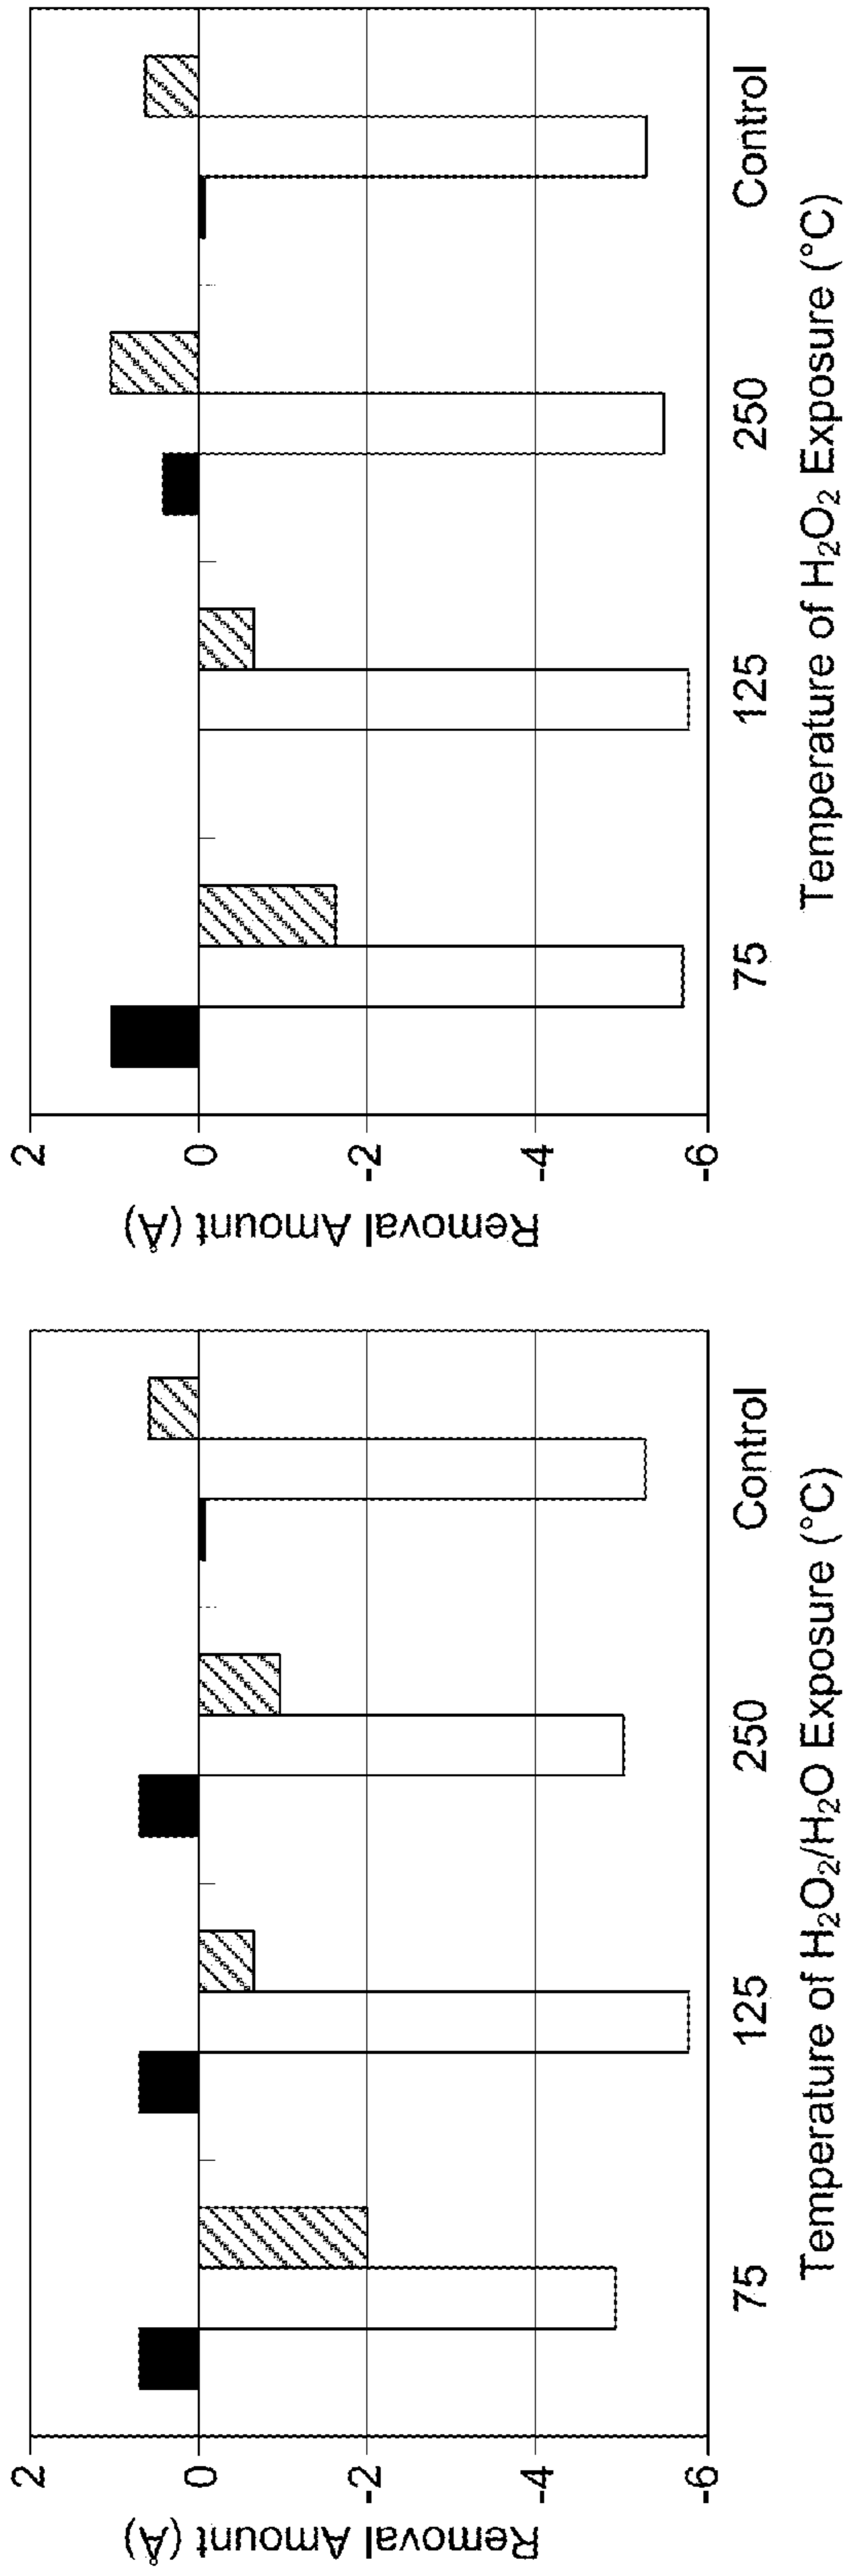 2
0
-2
-4
-6
Removal Amount (Å)
75
125
250
Control
Temperature of H₂O₂/H₂O Exposure (°C)
2
0
-2
-4
-6
Removal Amount (Å)
75
125
250
Control
Temperature of H₂O₂ Exposure (°C)